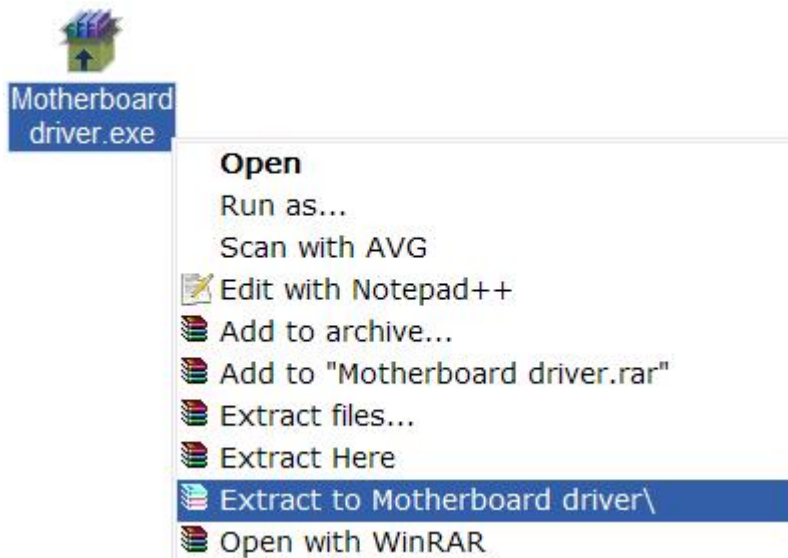 Motherboard
driver.exe
Open
Run as...
Scan with AVG
Edit with Notepad++
Add to archive...
Add to "Motherboard driver.rar"
Extract files...
Extract Here
Extract to Motherboard driver\
Open with WinRAR